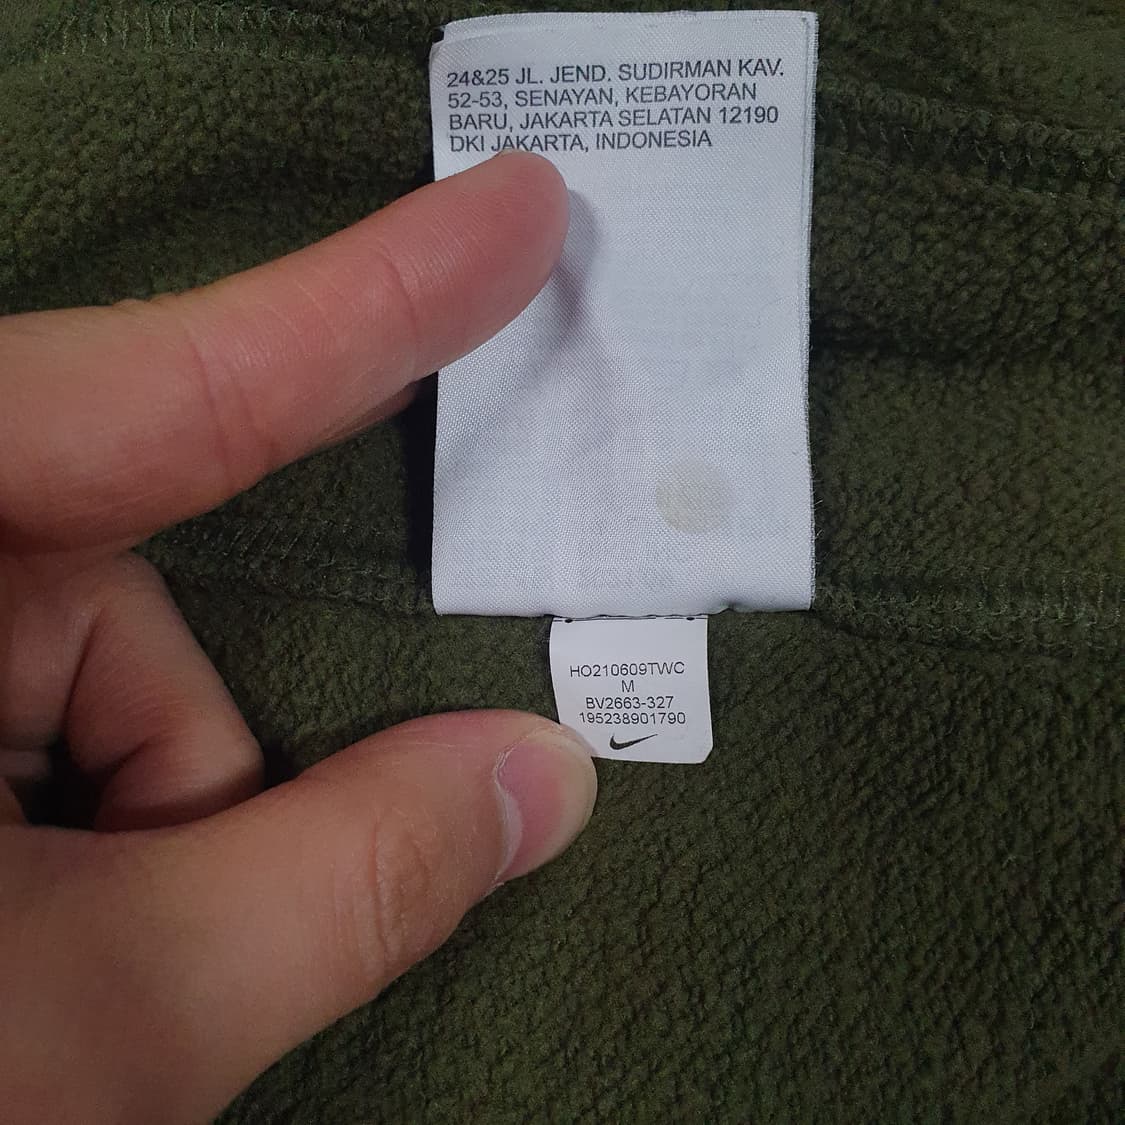 24&25 JL. JEND. SUDIRMAN KAV.
52-53, SENAYAN, KEBAYORAN
BARU, JAKARTA SELATAN 12190
DKI JAKARTA, INDONESIA
HO210609TWC
M
BV2663-327
195238901790